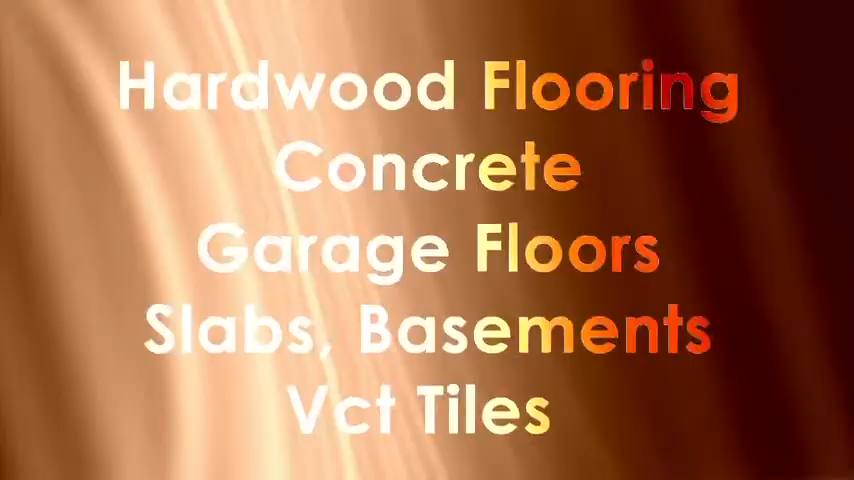 Hardwood Flooring
Concrete
Garage Floors
Slabs, Basements
Vct Tiles